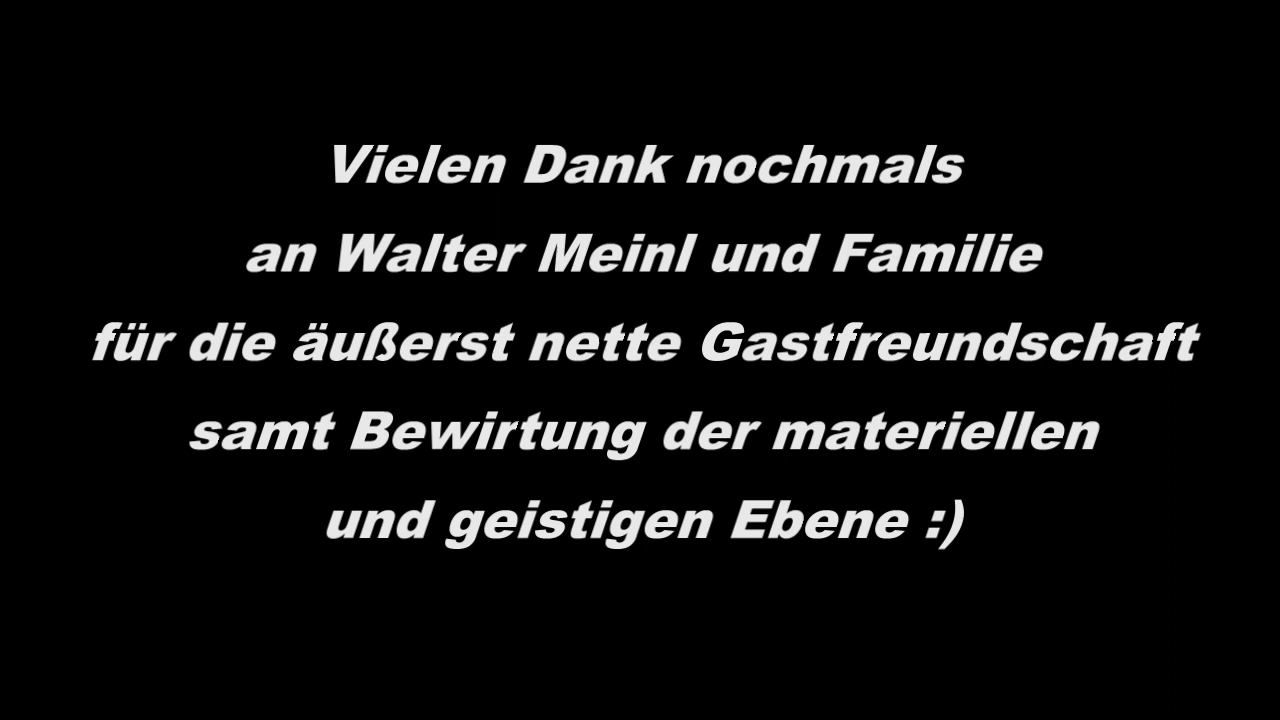 Vielen Dank nochmals
an Walter Meinl und Familie
für die äußerst nette Gastfreundschaft
samt Bewirtung der materiellen
und geistigen Ebene :)